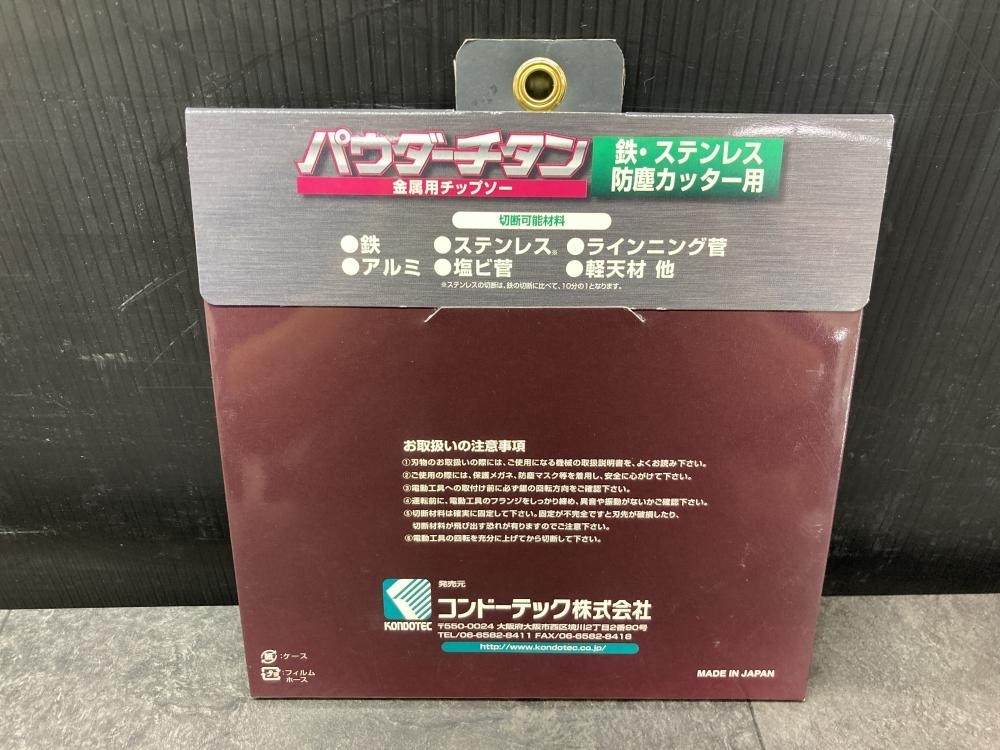 パウダーチタン
金属用チップソー
鉄・ステンレス
防塵カッター用
切断可能材料
●鉄 ●ステンレス※ ●ラインニング菅
●アルミ ●塩ビ菅 ●軽天材 他
※ステンレスの切断は、鉄の切断に比べて、10分の1となります。
お取扱いの注意事項
①刃物のお取扱いの際には、ご使用になる機械の取扱説明書を、よくお読み下さい。
②ご使用の際には、保護メガネ、防塵マスク等を着用し、安全に心がけて下さい。
③電動工具への取付け前に必ず鋸の回転方向をご確認下さい。
④運転前に、電動工具のフランジをしっかり締め、異音や振動がないかご確認下さい。
⑤切断材料は確実に固定して下さい。固定が不完全ですと刃先が破損したり、
切断材料が飛び出す恐れが有りますのでご注意下さい。
⑥電動工具の回転を充分に上げてから切断して下さい。
発売元
KONDOTEC
コンドーテック株式会社
〒550-0024 大阪府大阪市西区境川2丁目2番90号
TEL/06-6582-8411 FAX/06-6582-8418
http://www.kondotec.co.jp/
紙:ケース
プラ:フィルム
ホース
MADE IN JAPAN